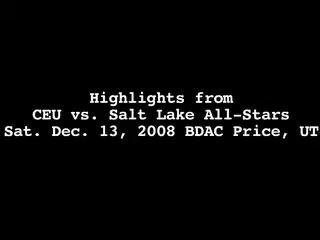 Highlights from
CEU vs. Salt Lake All-Stars
Sat. Dec. 13, 2008 BDAC Price, UT